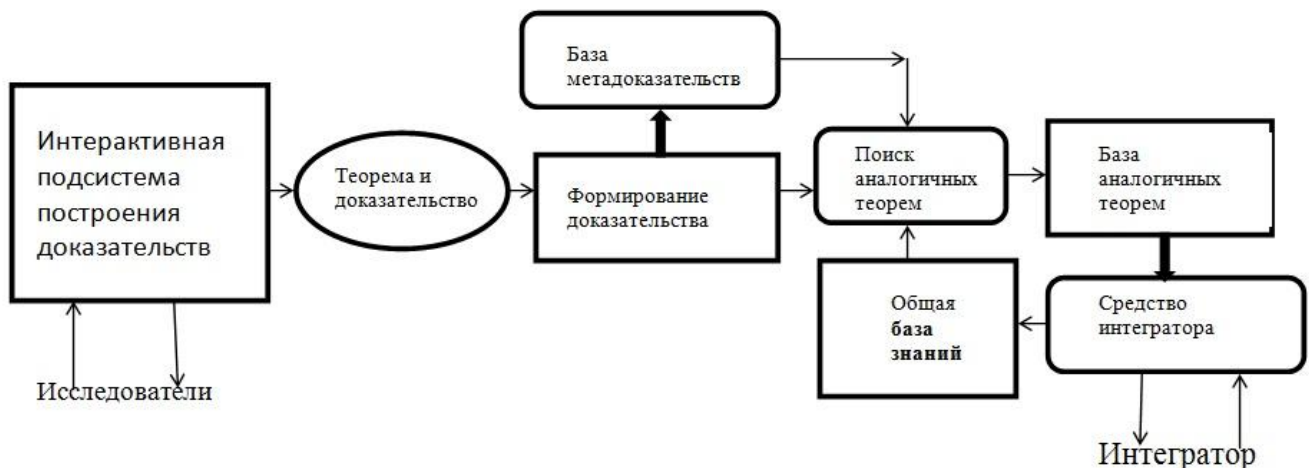 База
метадоказательств
Интерактивная
подсистема
построения
доказательств
Теорема и
доказательство
Формирование
доказательства
Поиск
аналогичных
теорем
База
аналогичных
теорем
Общая
база
знаний
Средство
интегратора
Исследователи
Интегратор